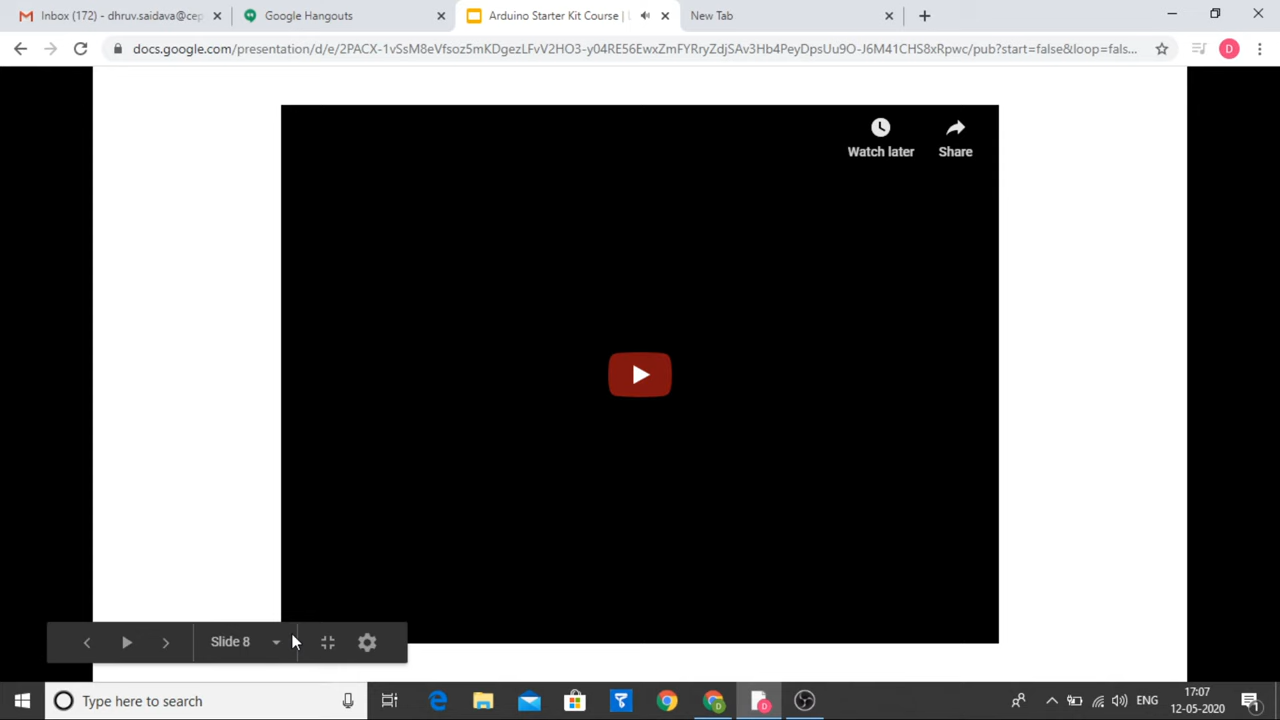 Inbox (172) - dhruv.saidava@cep
Google Hangouts
Arduino Starter Kit Course |
New Tab
docs.google.com/presentation/d/e/2PACX-1vSsM8eVfsoz5mKDgezLFvV2HO3-y04RE56EwxZmFYRryZdjSAv3Hb4PeyDpsUu9O-J6M41CHS8xRpwc/pub?start=false&loop=fals...
D
Watch later
Share
Slide 8
Type here to search
ENG
17:07
12-05-2020